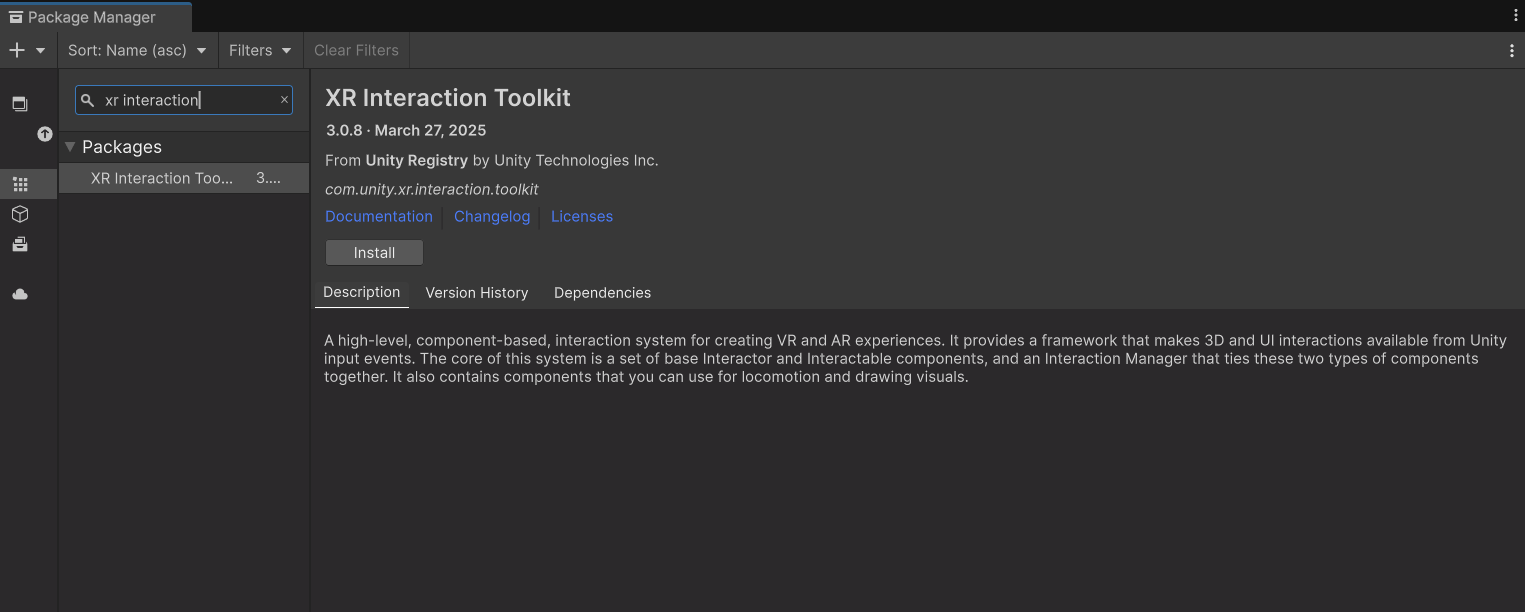 Package Manager
Sort: Name (asc) Filters Clear Filters
xr interaction
Packages
XR Interaction Too... 3....
XR Interaction Toolkit
3.0.8 · March 27, 2025
From Unity Registry by Unity Technologies Inc.
com.unity.xr.interaction.toolkit
Documentation Changelog Licenses
Install
Description Version History Dependencies
A high-level, component-based, interaction system for creating VR and AR experiences. It provides a framework that makes 3D and UI interactions available from Unity
input events. The core of this system is a set of base Interactor and Interactable components, and an Interaction Manager that ties these two types of components
together. It also contains components that you can use for locomotion and drawing visuals.